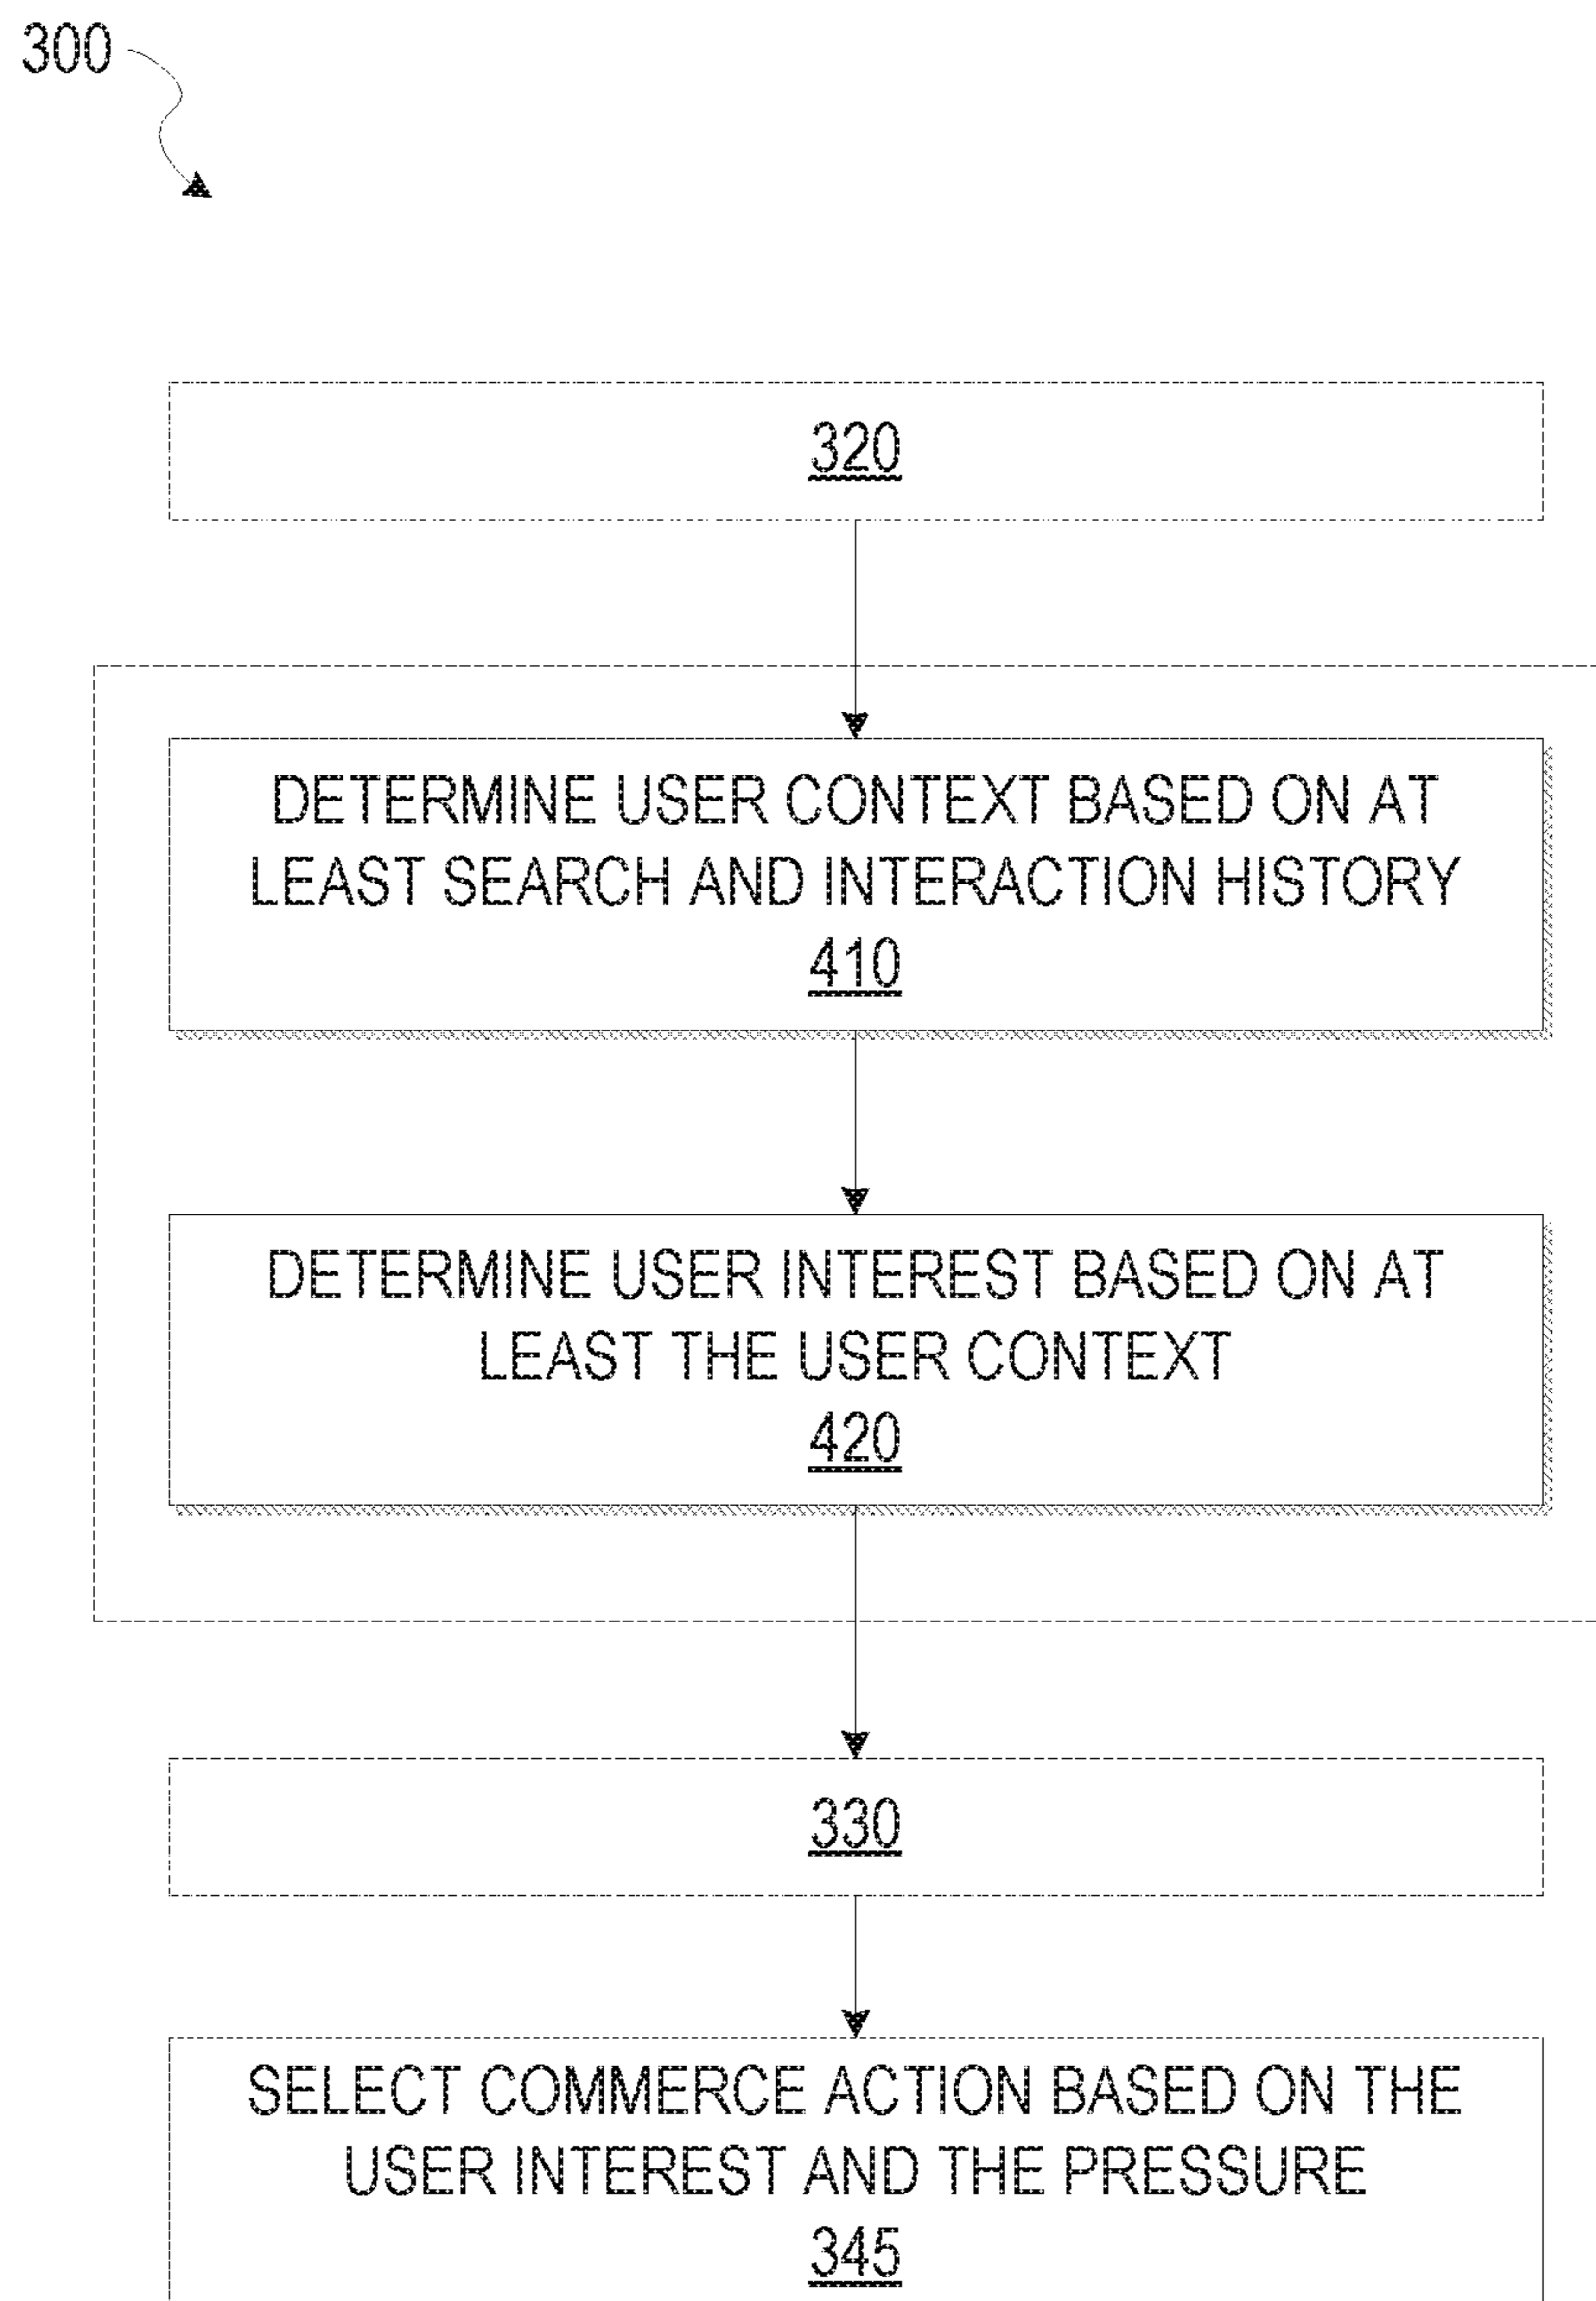 300
320
DETERMINE USER CONTEXT BASED ON AT
LEAST SEARCH AND INTERACTION HISTORY
410
DETERMINE USER INTEREST BASED ON AT
LEAST THE USER CONTEXT
420
330
SELECT COMMERCE ACTION BASED ON THE
USER INTEREST AND THE PRESSURE
345